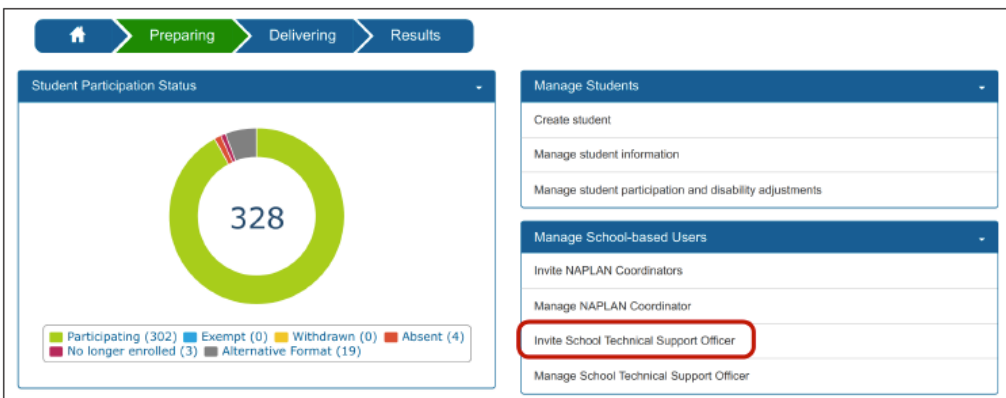 Preparing
Delivering
Results
Student Participation Status
328
Participating (302) Exempt (0) Withdrawn (0) Absent (4)
No longer enrolled (3) Alternative Format (19)
Manage Students
Create student
Manage student information
Manage student participation and disability adjustments
Manage School-based Users
Invite NAPLAN Coordinators
Manage NAPLAN Coordinator
Invite School Technical Support Officer
Manage School Technical Support Officer